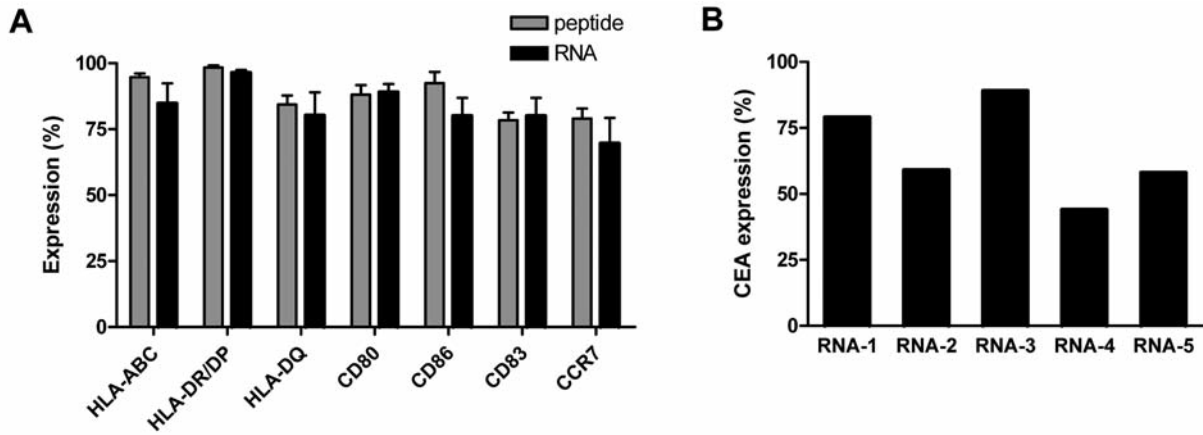 A
peptide
RNA
Expression (%)
100
75
50
25
0
HLA-ABC
HLA-DR/DP
HLA-DQ
CD80
CD86
CD83
CCR7
B
CEA expression (%)
100
75
50
25
0
RNA-1 RNA-2 RNA-3 RNA-4 RNA-5